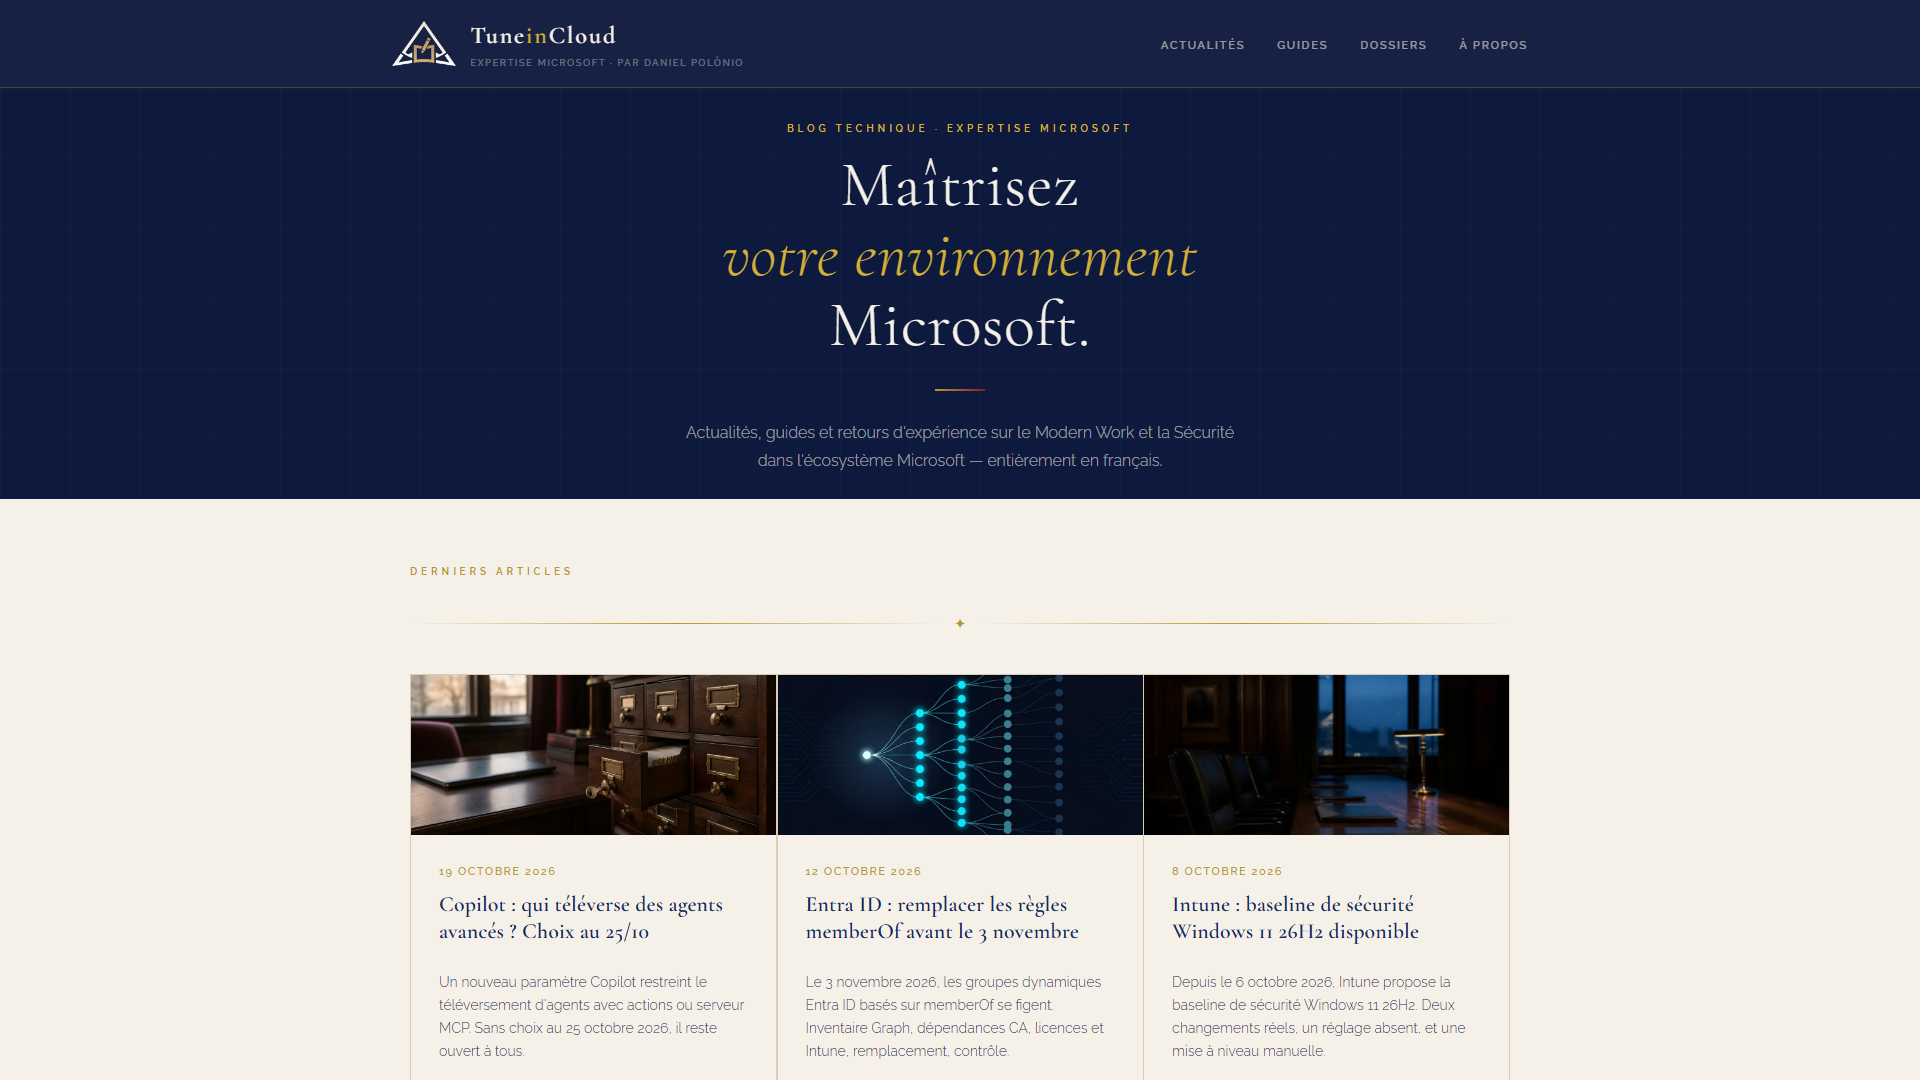 TuneinCloud
EXPERTISE MICROSOFT · PAR DANIEL POLÓNIO
ACTUALITÉS
GUIDES
DOSSIERS
À PROPOS
BLOG TECHNIQUE · EXPERTISE MICROSOFT
Maîtrisez
votre environnement
Microsoft.
Actualités, guides et retours d'expérience sur le Modern Work et la Sécurité
dans l'écosystème Microsoft — entièrement en français.
DERNIERS ARTICLES
19 OCTOBRE 2026
Copilot : qui téléverse des agents
avancés ? Choix au 25/10
Un nouveau paramètre Copilot restreint le
téléversement d'agents avec actions ou serveur
MCP. Sans choix au 25 octobre 2026, il reste
ouvert à tous.
12 OCTOBRE 2026
Entra ID : remplacer les règles
memberOf avant le 3 novembre
Le 3 novembre 2026, les groupes dynamiques
Entra ID basés sur memberOf se figent.
Inventaire Graph, dépendances CA, licences et
Intune, remplacement, contrôle.
8 OCTOBRE 2026
Intune : baseline de sécurité
Windows 11 26H2 disponible
Depuis le 6 octobre 2026, Intune propose la
baseline de sécurité Windows 11 26H2. Deux
changements réels, un réglage absent, et une
mise à niveau manuelle.